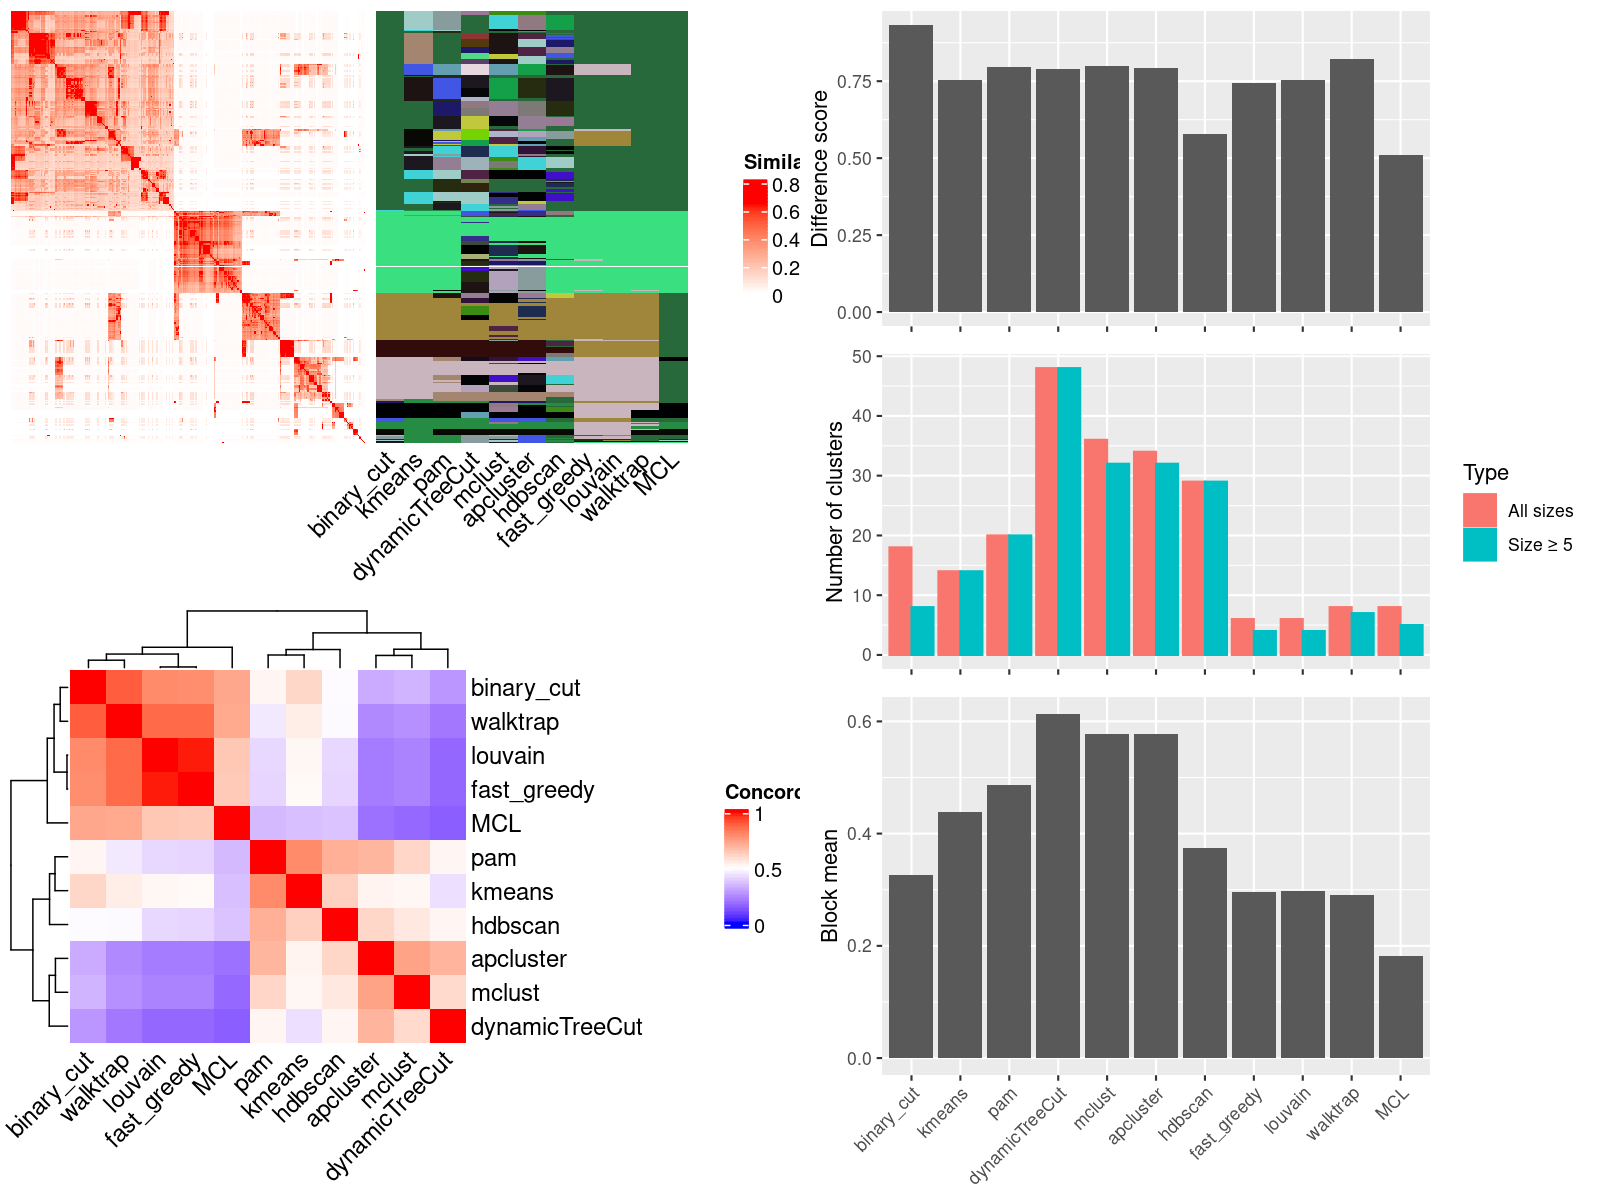 Simila
0.8
0.6
0.4
0.2
0
binary_cut
kmeans
pam
dynamicTreeCut
mclust
apcluster
hdbscan
fast_greedy
louvain
walktrap
MCL
Difference score
0.75
0.50
0.25
0.00
Number of clusters
50
40
30
20
10
0
Type
All sizes
Size ≥ 5
binary_cut
walktrap
louvain
fast_greedy
MCL
pam
kmeans
hdbscan
apcluster
mclust
dynamicTreeCut
binary_cut
walktrap
louvain
fast_greedy
MCL
pam
kmeans
hdbscan
apcluster
mclust
dynamicTreeCut
Concord
1
0.5
0
Block mean
0.6
0.4
0.2
0.0
binary_cut
kmeans
pam
dynamicTreeCut
mclust
apcluster
hdbscan
fast_greedy
louvain
walktrap
MCL